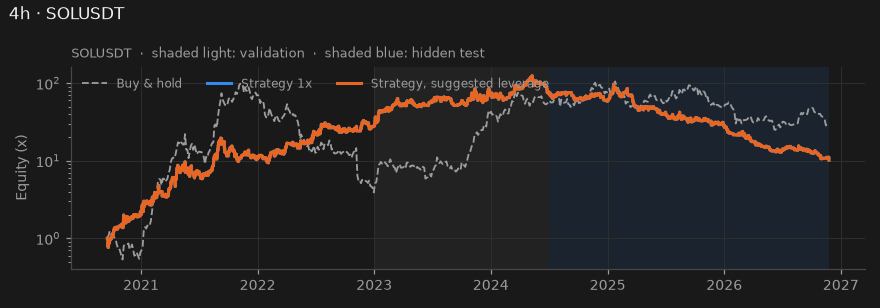 4h · SOLUSDT
SOLUSDT · shaded light: validation · shaded blue: hidden test
Buy & hold Strategy 1x Strategy, suggested leverage
Equity (x)
10²
10¹
10⁰
2021 2022 2023 2024 2025 2026 2027